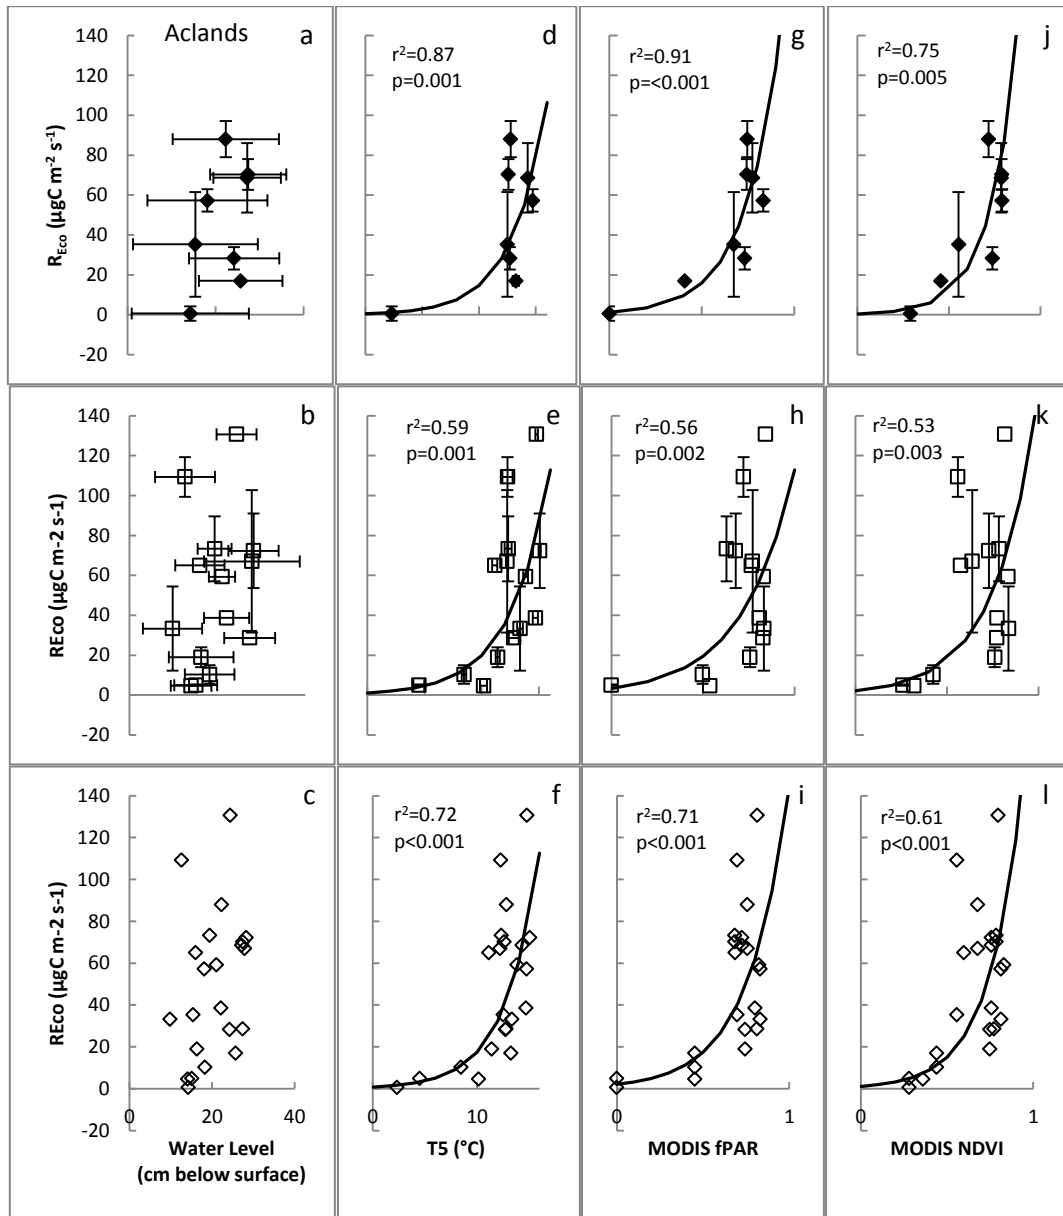 Aclands
a
140
120
100
80
60
40
20
0
-20
R_Eco (µgC m⁻² s⁻¹)
d
r²=0.87
p=0.001
g
r²=0.91
p=<0.001
j
r²=0.75
p=0.005
b
140
120
100
80
60
40
20
0
-20
REco (µgC m-2 s-1)
e
r²=0.59
p=0.001
h
r²=0.56
p=0.002
k
r²=0.53
p=0.003
c
140
120
100
80
60
40
20
0
-20
REco (µgC m-2 s-1)
0 20 40
Water Level
(cm below surface)
f
r²=0.72
p<0.001
0 10
T5 (°C)
i
r²=0.71
p<0.001
0 1
MODIS fPAR
l
r²=0.61
p<0.001
0 1
MODIS NDVI